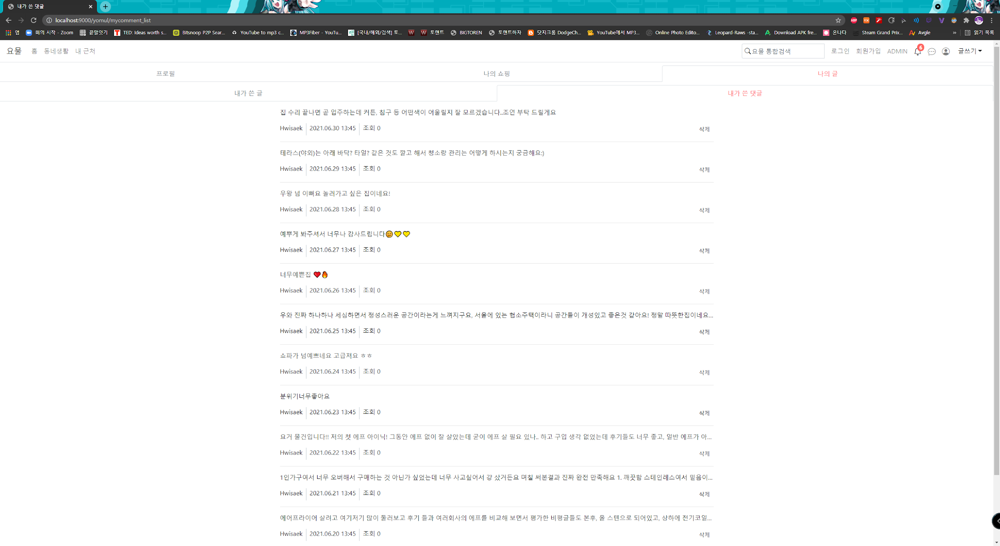 내가 쓴 댓글
localhost:9000/yomul/mycomment_list
앱 회의 시작 - Zoom 끝말잇기 TED: Ideas worth s... Bitsnoop P2P Sear... YouTube to mp3 c... MP3Fiber - YouTu... [국내/해외/검색] 토... 토렌트 BIGTOREN 토렌트하자 닷지크롬 DodgeCh... YouTube에서 MP3... Online Photo Edito... Leopard-Raws -sta... Download APK fre... 온나다 Steam Grand Prix... Avgle » 읽기 목록
요물 홈 동네생활 내 근처 요물 통합검색 로그인 회원가입 ADMIN 6 글쓰기
프로필 나의 쇼핑 나의 글
내가 쓴 글 내가 쓴 댓글
집 수리 끝나면 곧 입주하는데 커튼, 침구 등 어떤색이 어울릴지 잘 모르겠습니다..조언 부탁 드릴게요
Hwisaek 2021.06.30 13:45 조회 0 삭제
테라스(야외)는 아래 바닥? 타일? 같은 것도 깔고 해서 청소랑 관리는 어떻게 하시는지 궁금해요:)
Hwisaek 2021.06.29 13:45 조회 0 삭제
우왕 넘 이뻐요 놀러가고 싶은 집이네요!
Hwisaek 2021.06.28 13:45 조회 0 삭제
예쁘게 봐주셔서 너무나 감사드립니다😊💛💛
Hwisaek 2021.06.27 13:45 조회 0 삭제
너무예쁜집 ❤️🔥
Hwisaek 2021.06.26 13:45 조회 0 삭제
우와 진짜 하나하나 세심하면서 정성스러운 공간이라는게 느껴지구요, 서울에 있는 협소주택이라니 공간들이 개성있고 좋은것 같아요! 정말 따뜻한집이네요...
Hwisaek 2021.06.25 13:45 조회 0 삭제
쇼파가 넘예쁘네요 고급져요 ㅎㅎ
Hwisaek 2021.06.24 13:45 조회 0 삭제
분위기너무좋아요
Hwisaek 2021.06.23 13:45 조회 0 삭제
요거 물건입니다!! 저의 첫 에프 아이닉! 그동안 에프 없이 잘 살았는데 굳이 에프 살 필요 있나.. 하고 구입 생각 없었는데 후기들도 너무 좋고, 일반 에프가 아...
Hwisaek 2021.06.22 13:45 조회 0 삭제
1인가구여서 너무 오버해서 구매하는 것 아닌가 싶었는데 너무 사고싶어서 걍 샀거든요 며칠 써본결과 진짜 완전 만족해요 1. 깨끗함 스테인레스여서 믿음이...
Hwisaek 2021.06.21 13:45 조회 0 삭제
에어프라이어 살려고 여기저기 많이 둘러보고 후기 들과 여러회사의 에프를 비교해 보면서 평가한 비평글들도 본후, 올 스텐으로 되어있고, 상하에 전기코일...
Hwisaek 2021.06.20 13:45 조회 0 삭제